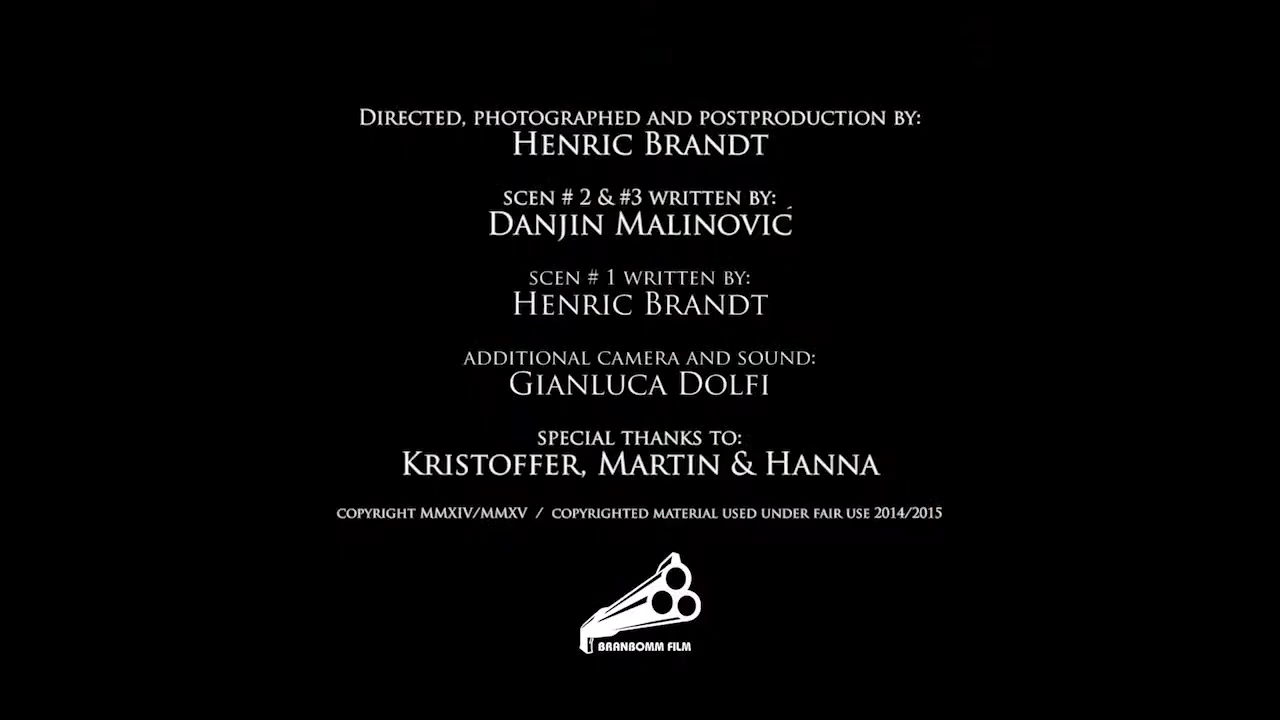 Directed, photographed and postproduction by:
Henric Brandt
scen # 2 & #3 written by:
Danjin Malinović
scen # 1 written by:
Henric Brandt
additional camera and sound:
Gianluca Dolfi
special thanks to:
Kristoffer, Martin & Hanna
copyright MMXIV/MMXV / copyrighted material used under fair use 2014/2015
BRANBOMM FILM